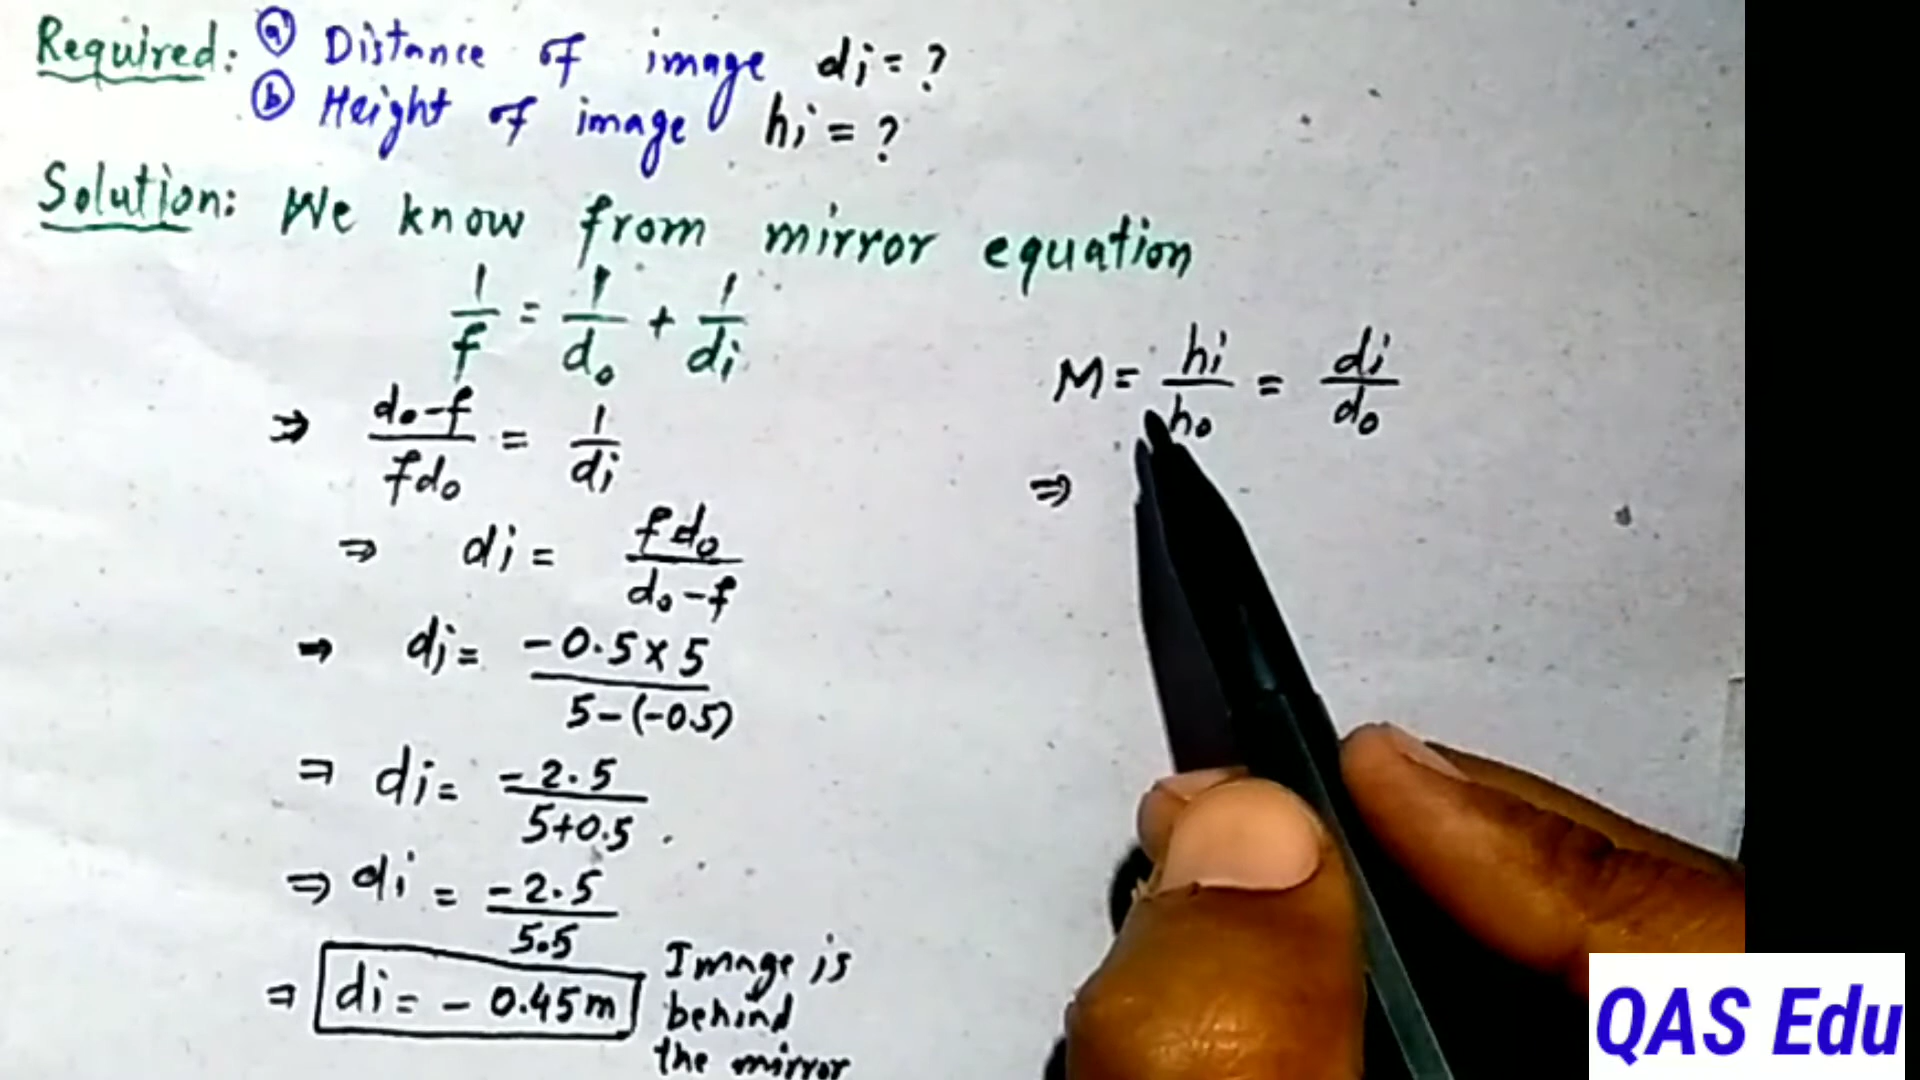 Required: (a) Distance of image di = ?
(b) Height of image hi = ?
Solution: We know from mirror equation
1/f = 1/do + 1/di
⇒ do-f/fdo = 1/di
⇒ di = fdo/do-f
⇒ di = -0.5×5/5-(-0.5)
⇒ di = -2.5/5+0.5
⇒ di = -2.5/5.5
⇒ di = - 0.45m
Image is
behind
the mirror
M = hi/ho = di/do
⇒
QAS Edu